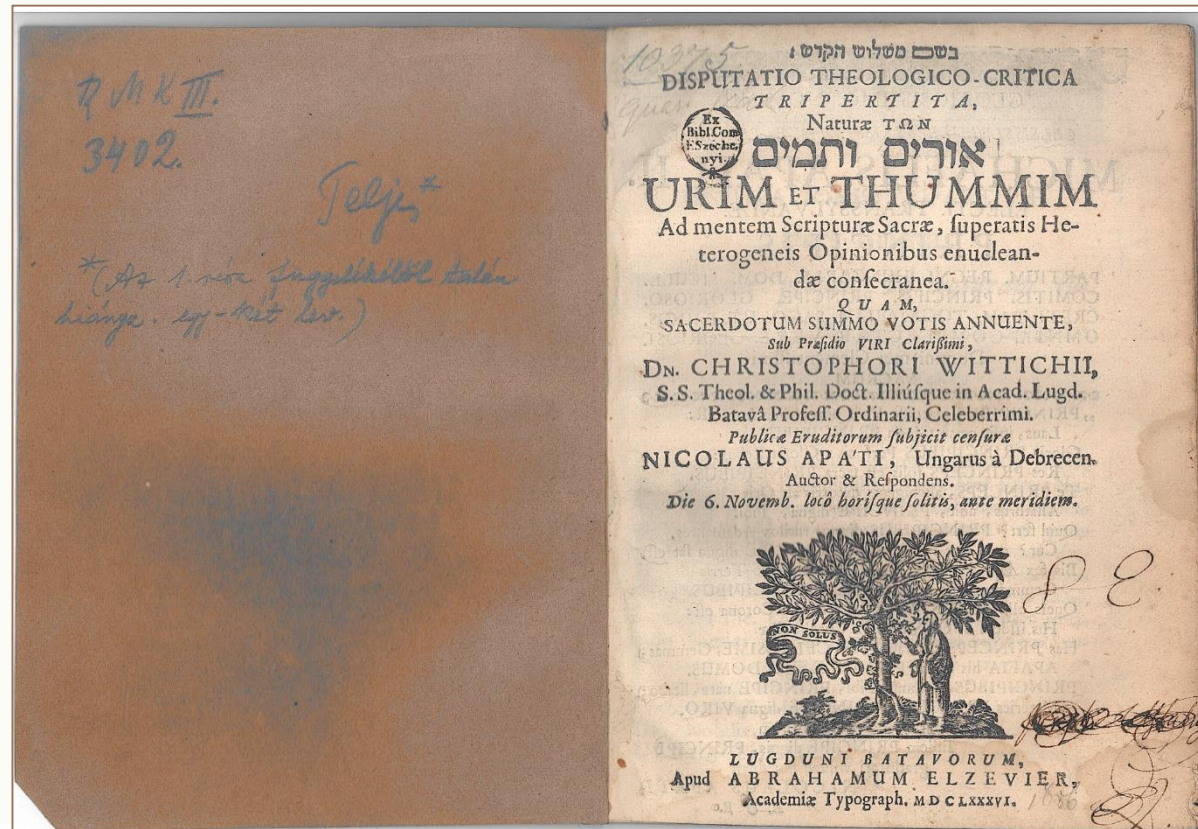 R M K III.
3402.
Telj*
*(Az 1 rész függelékéből talán
hiányz. egy-két lev.)
10375
בשם משלוש הקדש :
DISPUTATIO THEOLOGICO-CRITICA
TRIPERTITA,
Naturæ ΤΩΝ
Ex
Bibl. Com
F. Széche.
nyi.
אורים ותמים
URIM ET THUMMIM
Ad mentem Scripturæ Sacræ, ſuperatis He-
terogeneis Opinionibus enuclean-
dæ conſecranea.
QUAM,
SACERDOTUM SUMMO VOTIS ANNUENTE,
Sub Præſidio VIRI Clarißimi,
DN. CHRISTOPHORI WITTICHII,
S. S. Theol. & Phil. Doct. Illiúſque in Acad. Lugd.
Batavâ Profeſſ. Ordinarii, Celeberrimi.
Publicæ Eruditorum ſubjicit cenſuræ
NICOLAUS APATI, Ungarus à Debrecen.
Auctor & Reſpondens.
Die 6. Novemb. locô horiſque ſolitis, ante meridiem.
NON SOLUS
LUGDUNI BATAVORUM,
Apud ABRAHAMUM ELZEVIER,
Academiæ Typograph. MDCLXXXVI.